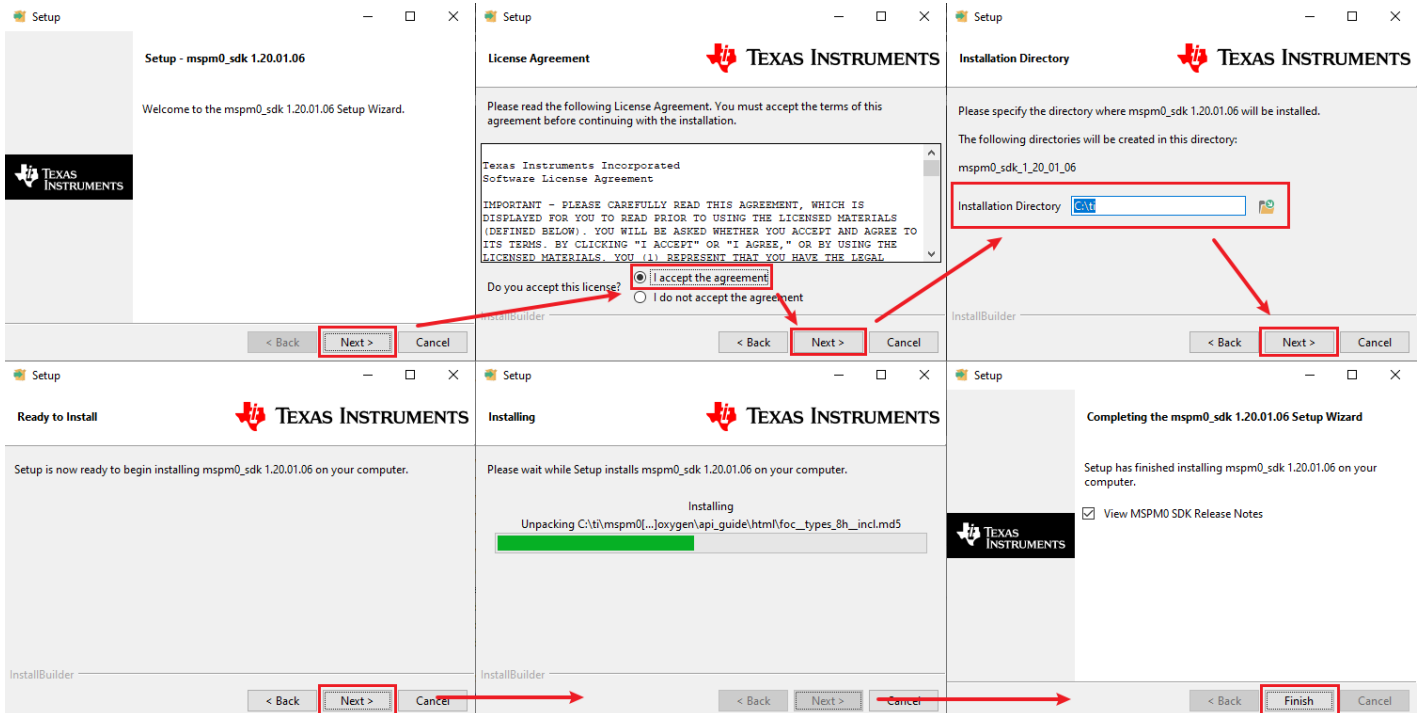 Setup
Setup - mspm0_sdk 1.20.01.06
Welcome to the mspm0_sdk 1.20.01.06 Setup Wizard.
TEXAS
INSTRUMENTS
< Back Next > Cancel
Setup
License Agreement
TEXAS INSTRUMENTS
Please read the following License Agreement. You must accept the terms of this
agreement before continuing with the installation.
Texas Instruments Incorporated
Software License Agreement
IMPORTANT - PLEASE CAREFULLY READ THIS AGREEMENT, WHICH IS
DISPLAYED FOR YOU TO READ PRIOR TO USING THE LICENSED MATERIALS
(DEFINED BELOW). YOU WILL BE ASKED WHETHER YOU ACCEPT AND AGREE TO
ITS TERMS. BY CLICKING "I ACCEPT" OR "I AGREE," OR BY USING THE
LICENSED MATERIALS, YOU (1) REPRESENT THAT YOU HAVE THE LEGAL
Do you accept this license?
I accept the agreement
I do not accept the agreement
InstallBuilder
< Back Next > Cancel
Setup
Installation Directory
TEXAS INSTRUMENTS
Please specify the directory where mspm0_sdk 1.20.01.06 will be installed.
The following directories will be created in this directory:
mspm0_sdk_1_20_01_06
Installation Directory C:\ti
InstallBuilder
< Back Next > Cancel
Setup
Ready to Install
TEXAS INSTRUMENTS
Setup is now ready to begin installing mspm0_sdk 1.20.01.06 on your computer.
InstallBuilder
< Back Next > Cancel
Setup
Installing
TEXAS INSTRUMENTS
Please wait while Setup installs mspm0_sdk 1.20.01.06 on your computer.
Installing
Unpacking C:\ti\mspm0[...]oxygen\api_guide\html\foc__types_8h__incl.md5
InstallBuilder
< Back Next > Cancel
Setup
Completing the mspm0_sdk 1.20.01.06 Setup Wizard
Setup has finished installing mspm0_sdk 1.20.01.06 on your
computer.
View MSPM0 SDK Release Notes
TEXAS
INSTRUMENTS
< Back Finish Cancel